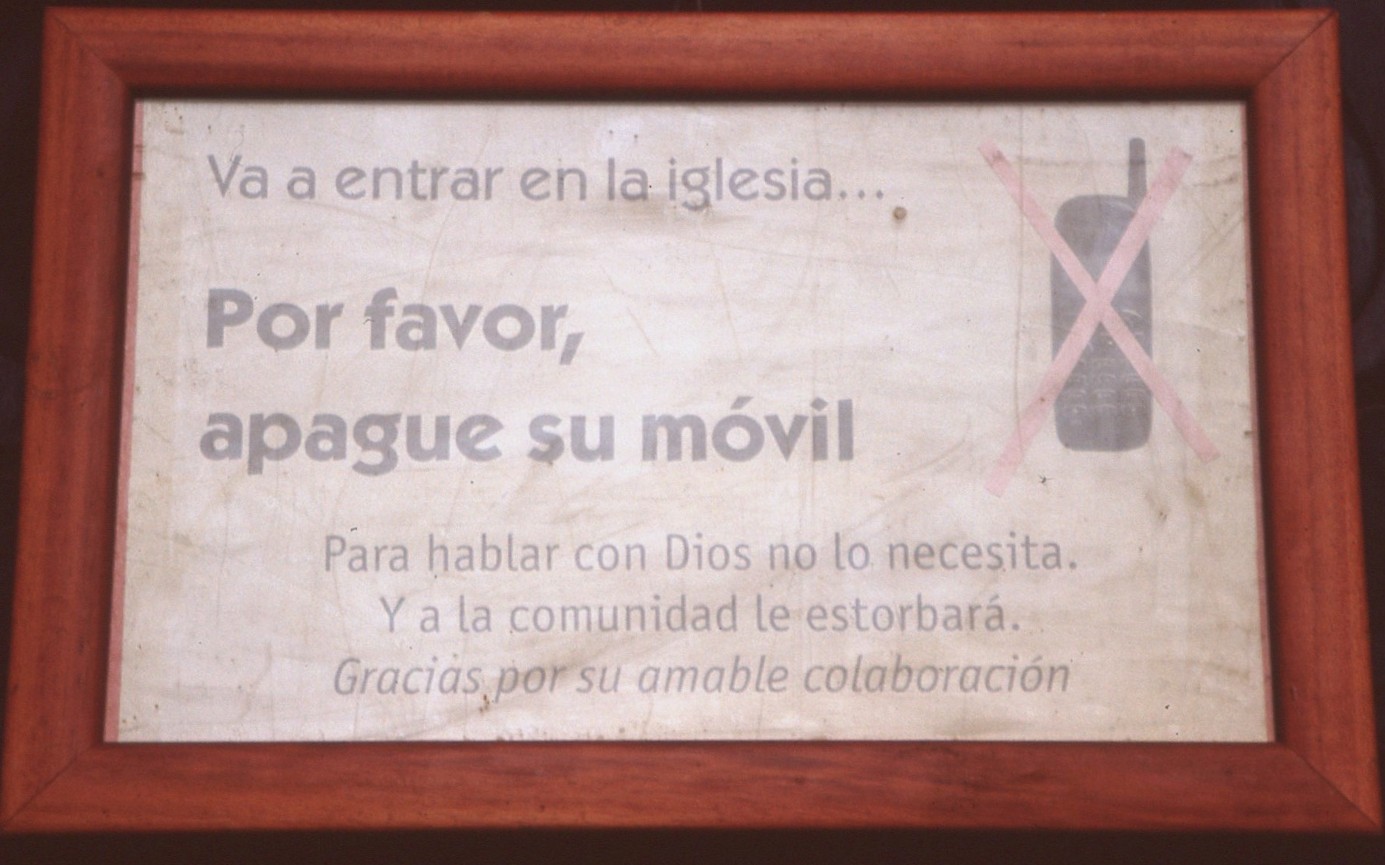 Va a entrar en la iglesia...
Por favor,
apague su móvil
Para hablar con Dios no lo necesita.
Y a la comunidad le estorbará.
Gracias por su amable colaboración